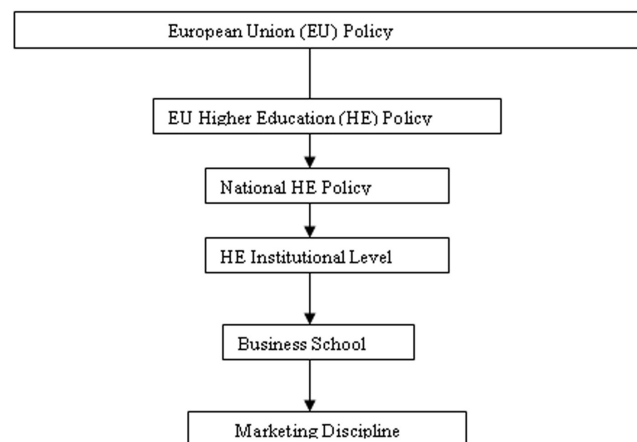 European Union (EU) Policy
EU Higher Education (HE) Policy
National HE Policy
HE Institutional Level
Business School
Marketing Discipline